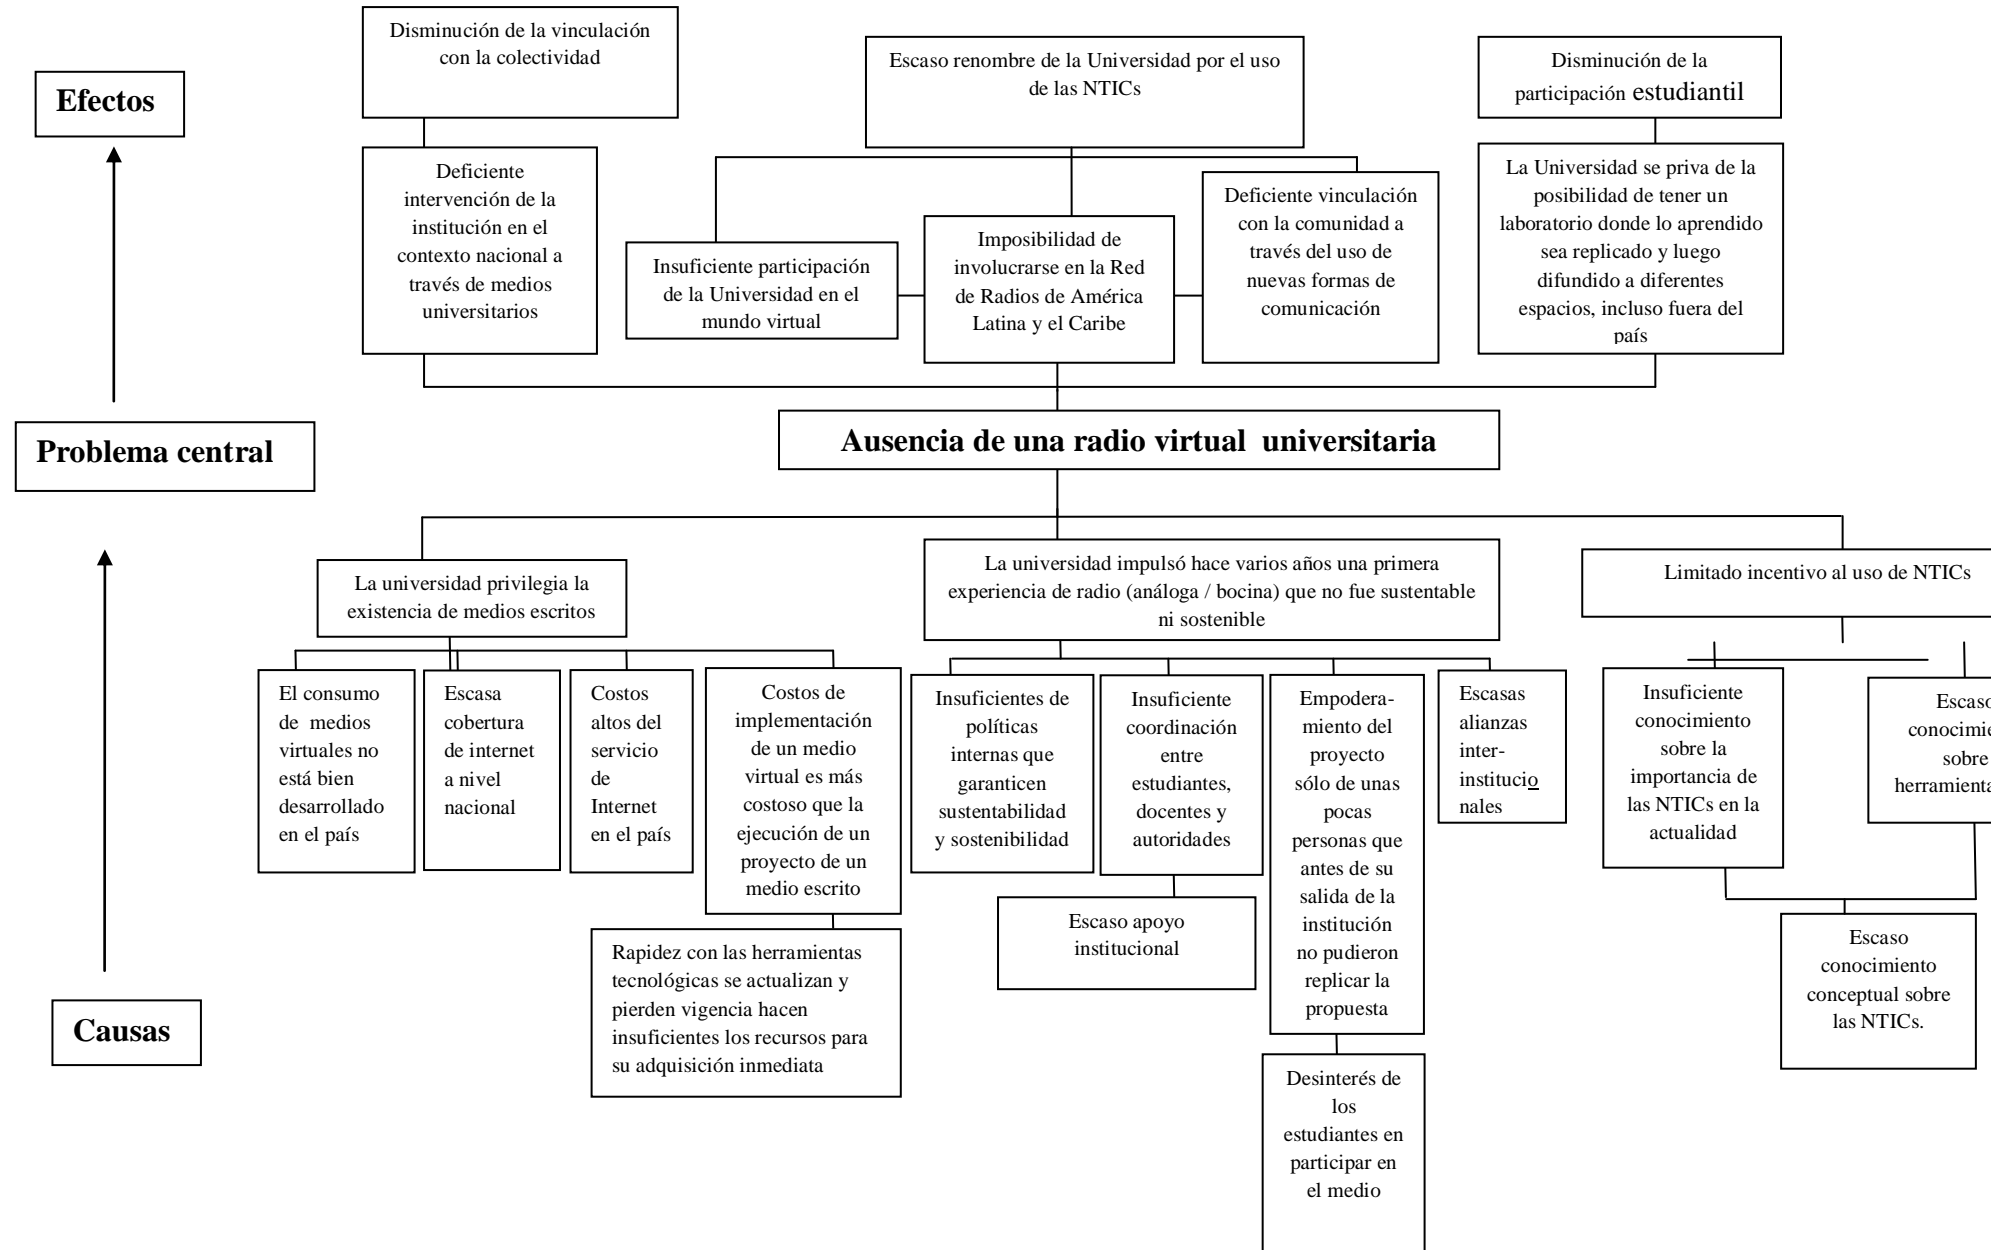 Disminución de la vinculación
con la colectividad
Escaso renombre de la Universidad por el uso
de las NTICs
Disminución de la
participación estudiantil
Efectos
Deficiente
intervención de la
institución en el
contexto nacional a
través de medios
universitarios
Insuficiente participación
de la Universidad en el
mundo virtual
Imposibilidad de
involucrarse en la Red
de Radios de América
Latina y el Caribe
Deficiente vinculación
con la comunidad a
través del uso de
nuevas formas de
comunicación
La Universidad se priva de la
posibilidad de tener un
laboratorio donde lo aprendido
sea replicado y luego
difundido a diferentes
espacios, incluso fuera del
país
Problema central
Ausencia de una radio virtual universitaria
La universidad privilegia la
existencia de medios escritos
La universidad impulsó hace varios años una primera
experiencia de radio (análoga / bocina) que no fue sustentable
ni sostenible
Limitado incentivo al uso de NTICs
El consumo
de medios
virtuales no
está bien
desarrollado
en el país
Escasa
cobertura
de internet
a nivel
nacional
Costos
altos del
servicio
de
Internet
en el país
Costos de
implementación
de un medio
virtual es más
costoso que la
ejecución de un
proyecto de un
medio escrito
Insuficientes de
políticas
internas que
garanticen
sustentabilidad
y sostenibilidad
Insuficiente
coordinación
entre
estudiantes,
docentes y
autoridades
Empodera-
miento del
proyecto
sólo de unas
pocas
personas que
antes de su
salida de la
institución
no pudieron
replicar la
propuesta
Escasas
alianzas
inter-
institucio
nales
Insuficiente
conocimiento
sobre la
importancia de
las NTICs en la
actualidad
Escaso
conocimie
sobre
herramienta
Rapidez con las herramientas
tecnológicas se actualizan y
pierden vigencia hacen
insuficientes los recursos para
su adquisición inmediata
Escaso apoyo
institucional
Desinterés de
los
estudiantes en
participar en
el medio
Escaso
conocimiento
conceptual sobre
las NTICs.
Causas